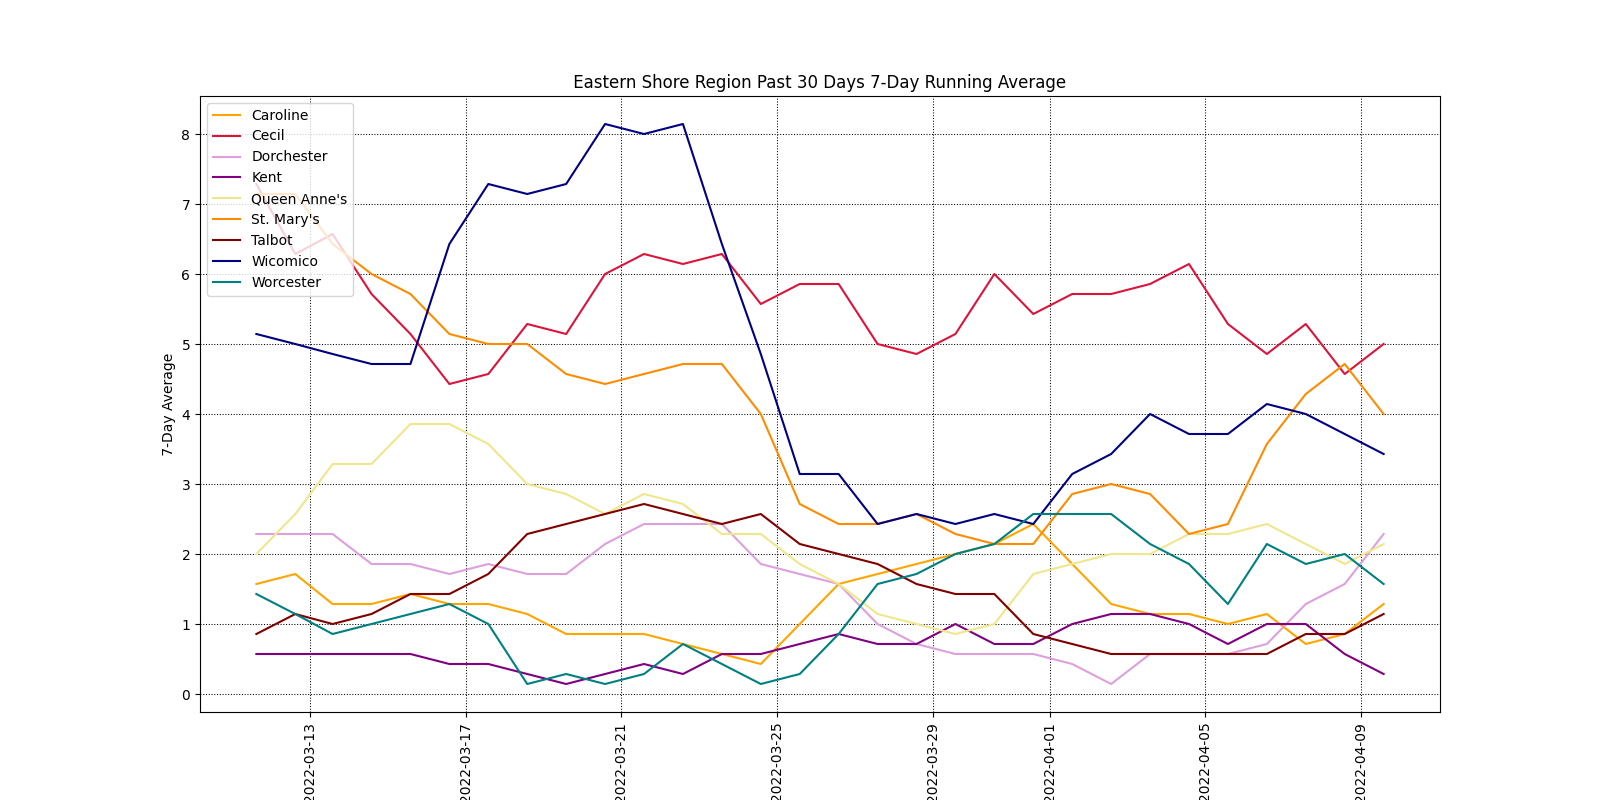 Eastern Shore Region Past 30 Days 7-Day Running Average
Caroline
Cecil
Dorchester
Kent
Queen Anne's
St. Mary's
Talbot
Wicomico
Worcester
7-Day Average
8
7
6
5
4
3
2
1
0
2022-03-13
2022-03-17
2022-03-21
2022-03-25
2022-03-29
2022-04-01
2022-04-05
2022-04-09